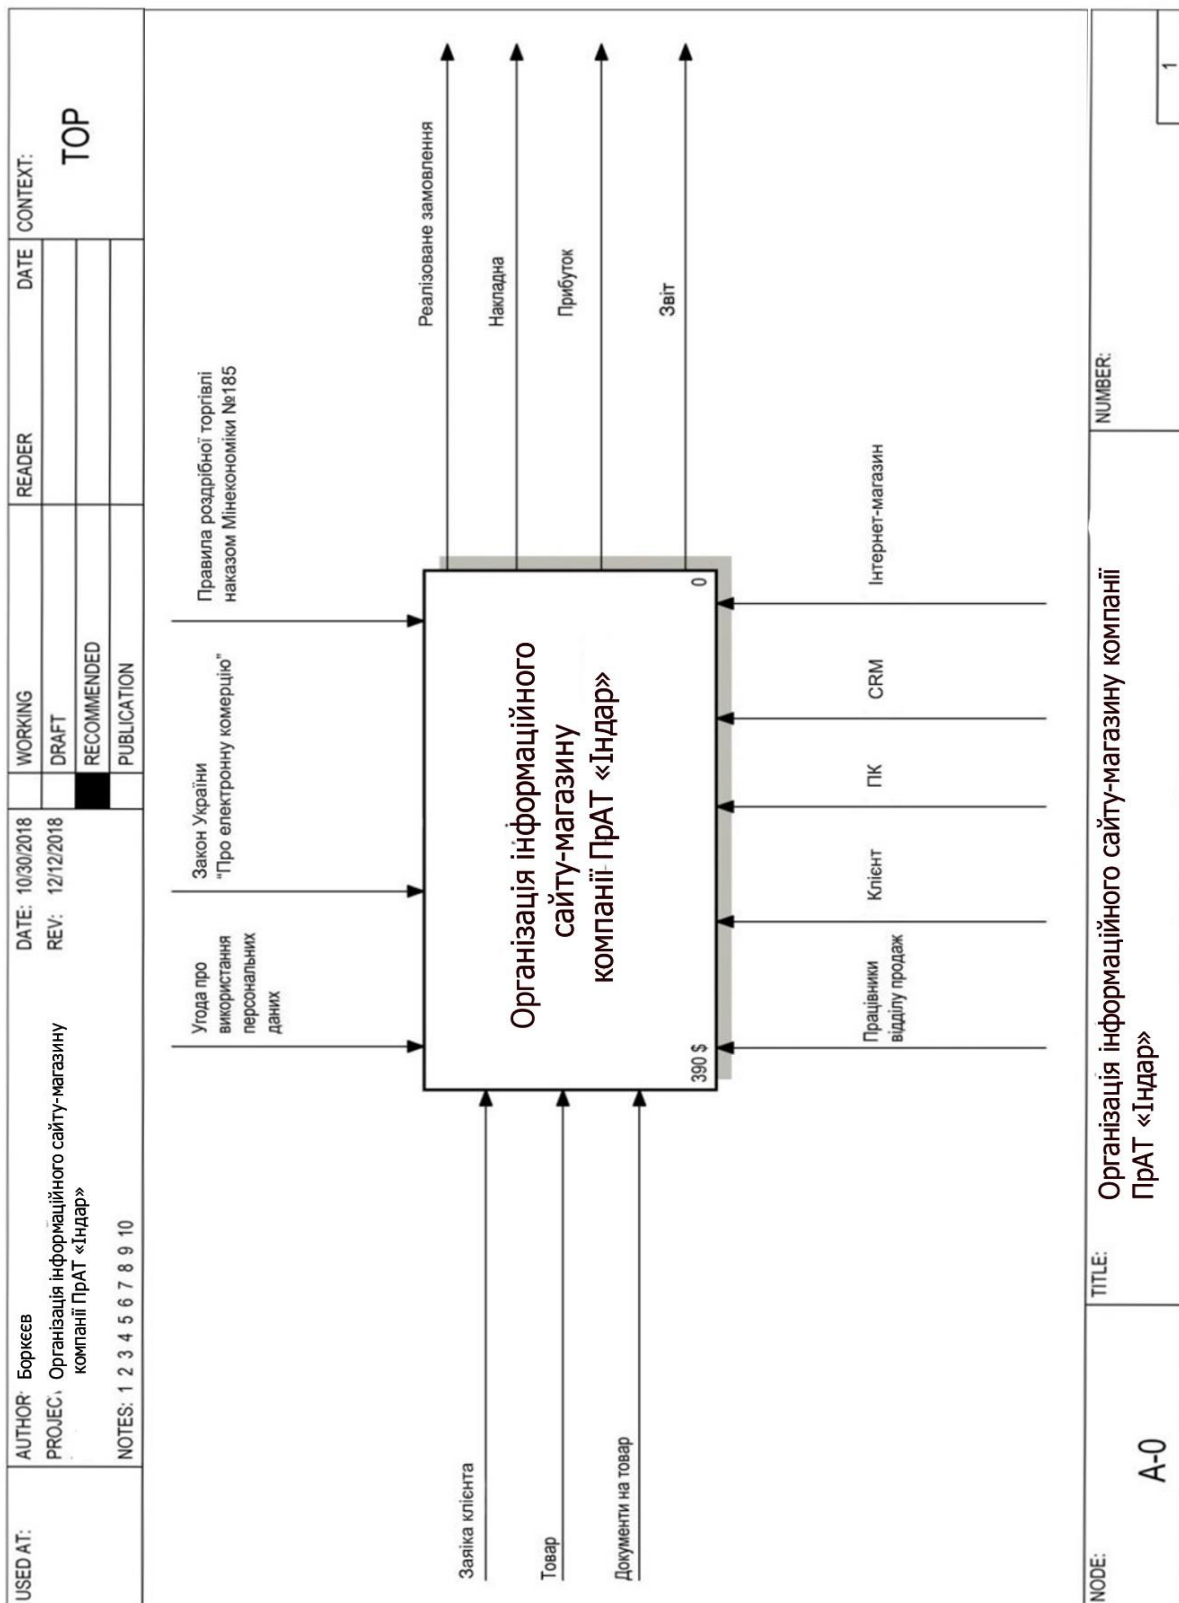 USED AT:
AUTHOR: Боркєєв
DATE: 10/30/2018
WORKING
READER
DATE
CONTEXT:
PROJEC Організація інформаційного сайту-магазину
компанії ПрАТ «Індар»
REV: 12/12/2018
DRAFT
TOP
RECOMMENDED
NOTES: 1 2 3 4 5 6 7 8 9 10
PUBLICATION
Угода про
використання
персональних
даних
Закон України
“Про електронну комерцію”
Правила роздрібної торгівлі
наказом Мінекономіки №185
Заяіка клієнта
Товар
Документи на товар
Організація інформаційного
сайту-магазину
компанії ПрАТ «Індар»
390 $
0
Реалізоване замовлення
Накладна
Прибуток
Звіт
Працівники
відділу продаж
Клієнт
ПК
CRM
Інтернет-магазин
NODE:
A-0
TITLE:
Організація інформаційного сайту-магазину компанії
ПрАТ «Індар»
NUMBER:
1